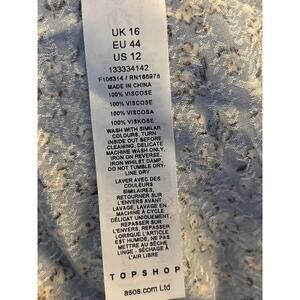 UK 16
EU 44
US 12
133334142
F106314 / RN166978
MADE IN CHINA
100% VISCOSE
100% VISCOSE
100% VISCOSA
100% VISKOSE
WASH WITH SIMILAR
COLOURS, TURN
INSIDE OUT BEFORE
CLEANING, DELICATE
MACHINE WASH ONLY,
IRON ON REVERSE,
IRON WHILST DAMP,
DO NOT TUMBLE DRY-
LINE DRY
LAVER AVEC DES
COULEURS
SIMILAIRES,
RETOURNER SUR
L'ENVERS AVANT
LAVAGE, LAVAGE EN
MACHINE À CYCLE
DÉLICAT UNIQUEMENT,
REPASSER SUR
L'ENVERS, REPASSER
LORSQUE L'ARTICLE
EST HUMIDE, NE PAS
METTRE AU SÈCHE
LINGE - SÉCHAGE À
L'AIR LIBRE
TOPSHOP
asos.com Ltd